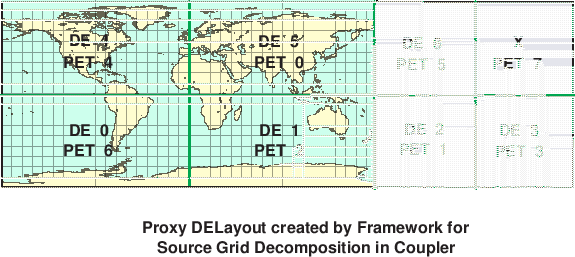 DE 4 DE 5 DE 6 X
PET 4 PET 0 PET 5 PET 7
DE 0 DE 1 DE 2 DE 3
PET 6 PET 2 PET 1 PET 3
Proxy DELayout created by Framework for
Source Grid Decomposition in Coupler